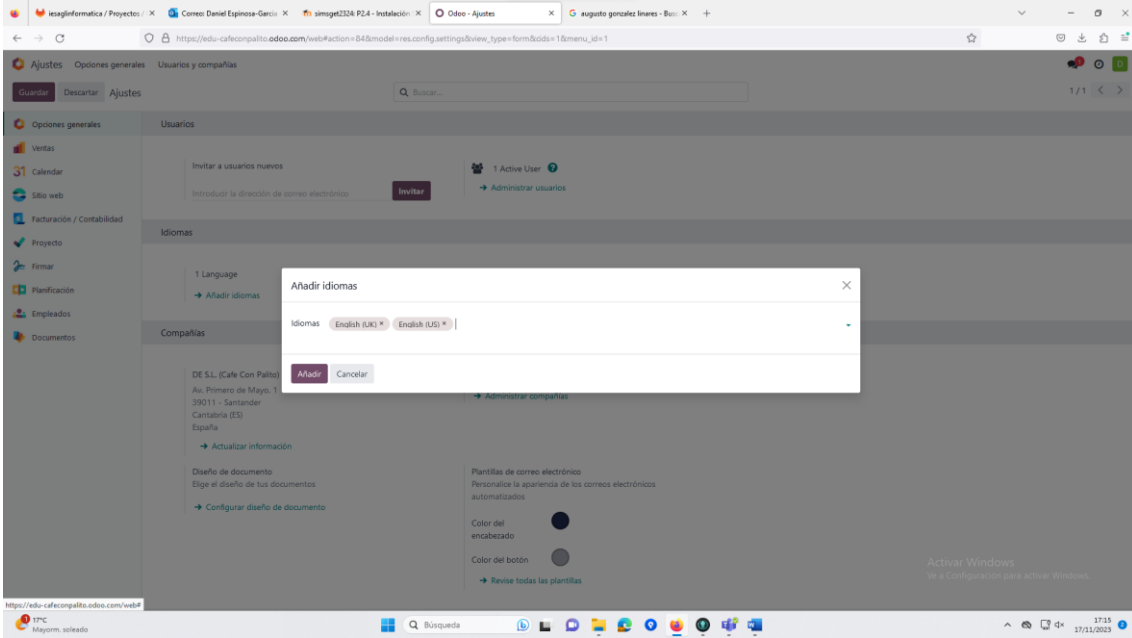 iesaglinformatica / Proyectos /
Correo: Daniel Espinosa-Garcia
simsget2324: P2.4 - Instalación
Odoo - Ajustes
augusto gonzalez linares - Bus
https://edu-cafeconpalito.odoo.com/web#action=84&model=res.config.settings&view_type=form&cids=1&menu_id=1
Ajustes Opciones generales Usuarios y compañías
Guardar Descartar Ajustes
Buscar...
1 / 1
Opciones generales
Ventas
31 Calendar
Sitio web
Facturación / Contabilidad
Proyecto
Firmar
Planificación
Empleados
Documentos
Usuarios
Invitar a usuarios nuevos
Introducir la dirección de correo electrónico
Invitar
1 Active User
Administrar usuarios
Idiomas
1 Language
Añadir idiomas
Añadir idiomas
Idiomas English (UK) × English (US) ×
Añadir Cancelar
Compañías
DE S.L. (Cafe Con Palito)
Av. Primero de Mayo, 1
39011 - Santander
Cantabria (ES)
España
Actualizar información
Administrar compañías
Diseño de documento
Elige el diseño de tus documentos
Configurar diseño de documento
Plantillas de correo electrónico
Personalice la apariencia de los correos electrónicos
automatizados
Color del
encabezado
Color del botón
Revise todas las plantillas
Activar Windows
Ve a Configuración para activar Windows.
https://edu-cafeconpalito.odoo.com/web#
17°C
Mayorm. soleado
Búsqueda
17:15
17/11/2023